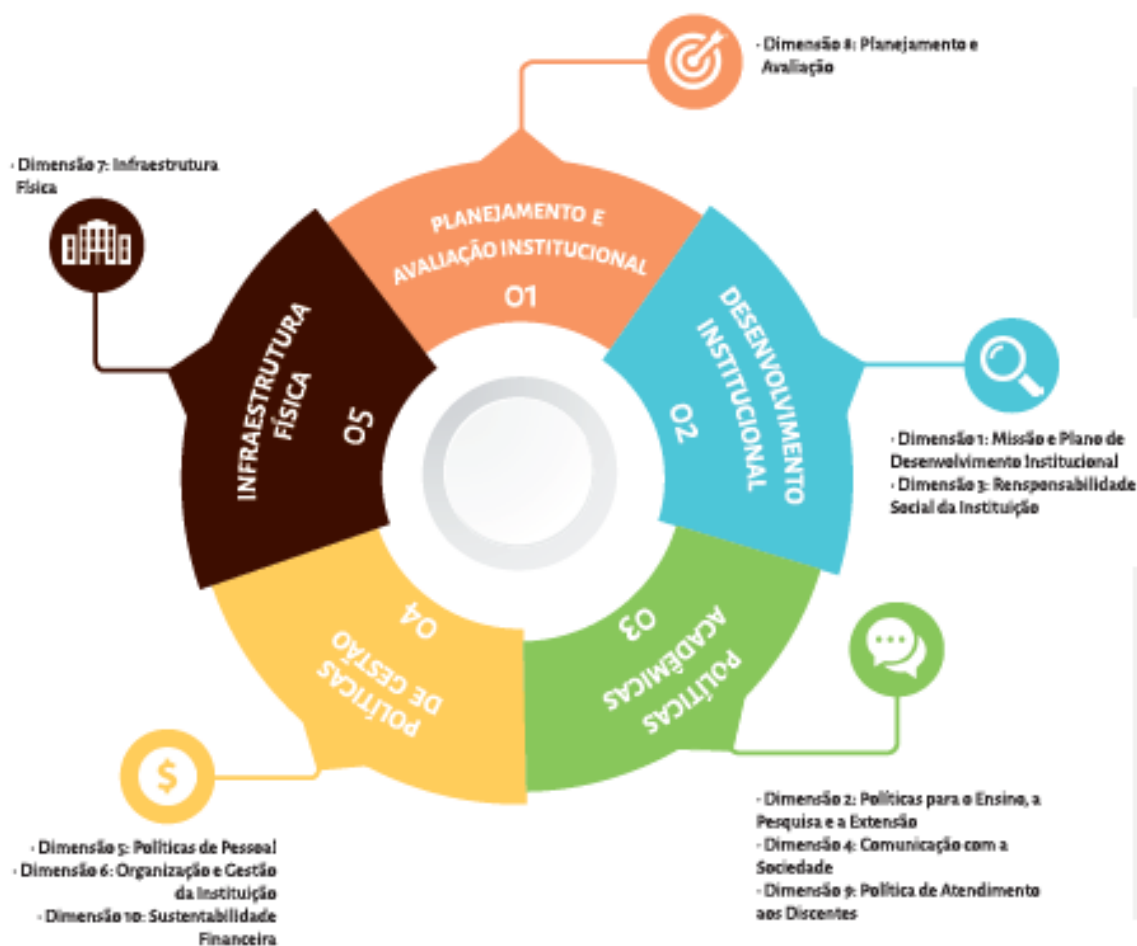 · Dimensão 8: Planejamento e
Avaliação
· Dimensão 7: Infraestrutura
Física
PLANEJAMENTO E
AVALIAÇÃO INSTITUCIONAL
01
DESENVOLVIMENTO
INSTITUCIONAL
02
· Dimensão 1: Missão e Plano de
Desenvolvimento Institucional
· Dimensão 3: Rensponsabilidade
Social da Instituição
POLÍTICAS
ACADÊMICAS
03
· Dimensão 2: Políticas para o Ensino, a
Pesquisa e a Extensão
· Dimensão 4: Comunicação com a
Sociedade
· Dimensão 9: Política de Atendimento
aos Discentes
POLÍTICAS
DE GESTÃO
04
$
· Dimensão 5: Políticas de Pessoal
· Dimensão 6: Organização e Gestão
da Instituição
· Dimensão 10: Sustentabilidade
Financeira
INFRAESTRUTURA
FÍSICA
05